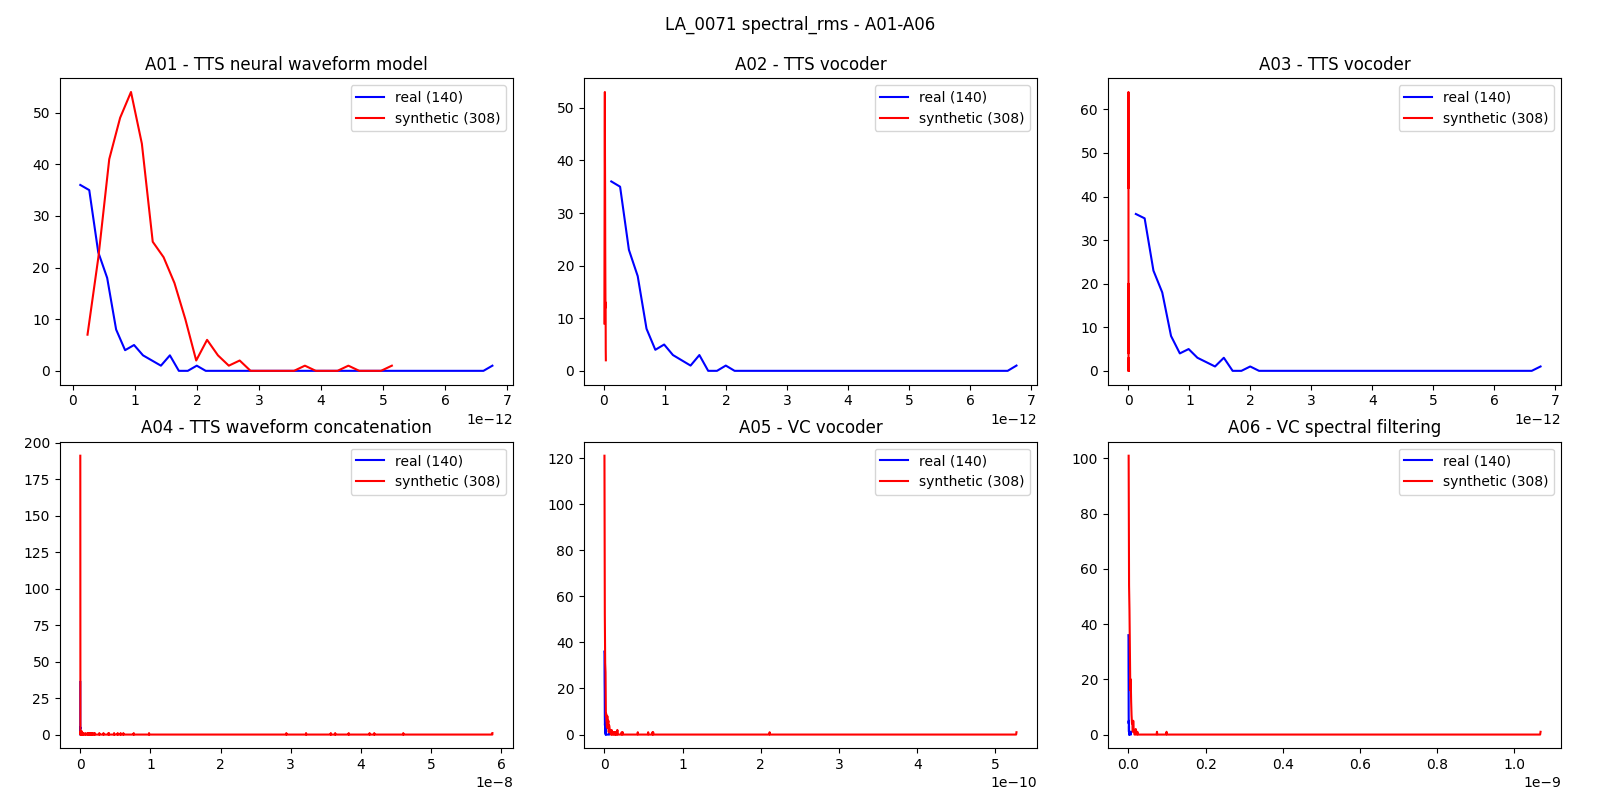 LA_0071 spectral_rms - A01-A06
A01 - TTS neural waveform model
real (140)
synthetic (308)
50
40
30
20
10
0
0 1 2 3 4 5 6 7
1e−12
A02 - TTS vocoder
real (140)
synthetic (308)
50
40
30
20
10
0
0 1 2 3 4 5 6 7
1e−12
A03 - TTS vocoder
real (140)
synthetic (308)
60
50
40
30
20
10
0
0 1 2 3 4 5 6 7
1e−12
A04 - TTS waveform concatenation
real (140)
synthetic (308)
200
175
150
125
100
75
50
25
0
0 1 2 3 4 5 6
1e−8
A05 - VC vocoder
real (140)
synthetic (308)
120
100
80
60
40
20
0
0 1 2 3 4 5
1e−10
A06 - VC spectral filtering
real (140)
synthetic (308)
100
80
60
40
20
0
0.0 0.2 0.4 0.6 0.8 1.0
1e−9